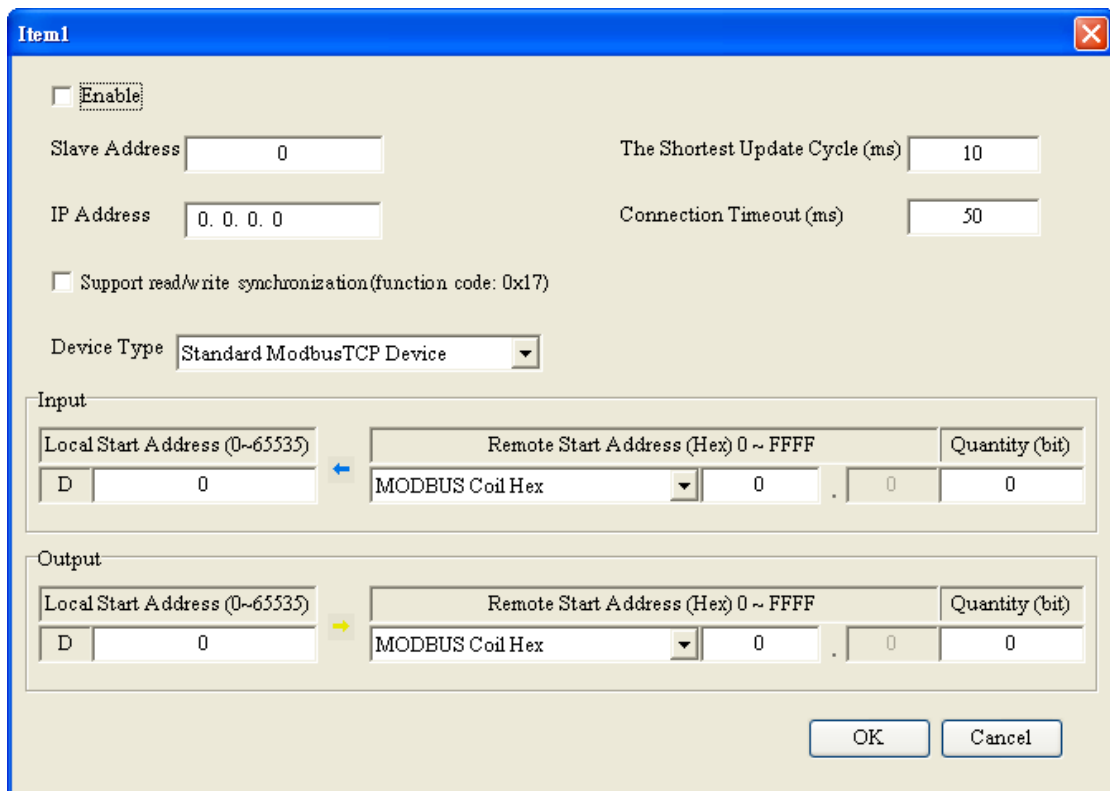 Item1
Enable
Slave Address 0 The Shortest Update Cycle (ms) 10
IP Address 0. 0. 0. 0 Connection Timeout (ms) 50
Support read/write synchronization(function code: 0x17)
Device Type Standard ModbusTCP Device
Input
Local Start Address (0~65535) Remote Start Address (Hex) 0 ~ FFFF Quantity (bit)
D 0 MODBUS Coil Hex 0 . 0 0
Output
Local Start Address (0~65535) Remote Start Address (Hex) 0 ~ FFFF Quantity (bit)
D 0 MODBUS Coil Hex 0 . 0 0
OK Cancel